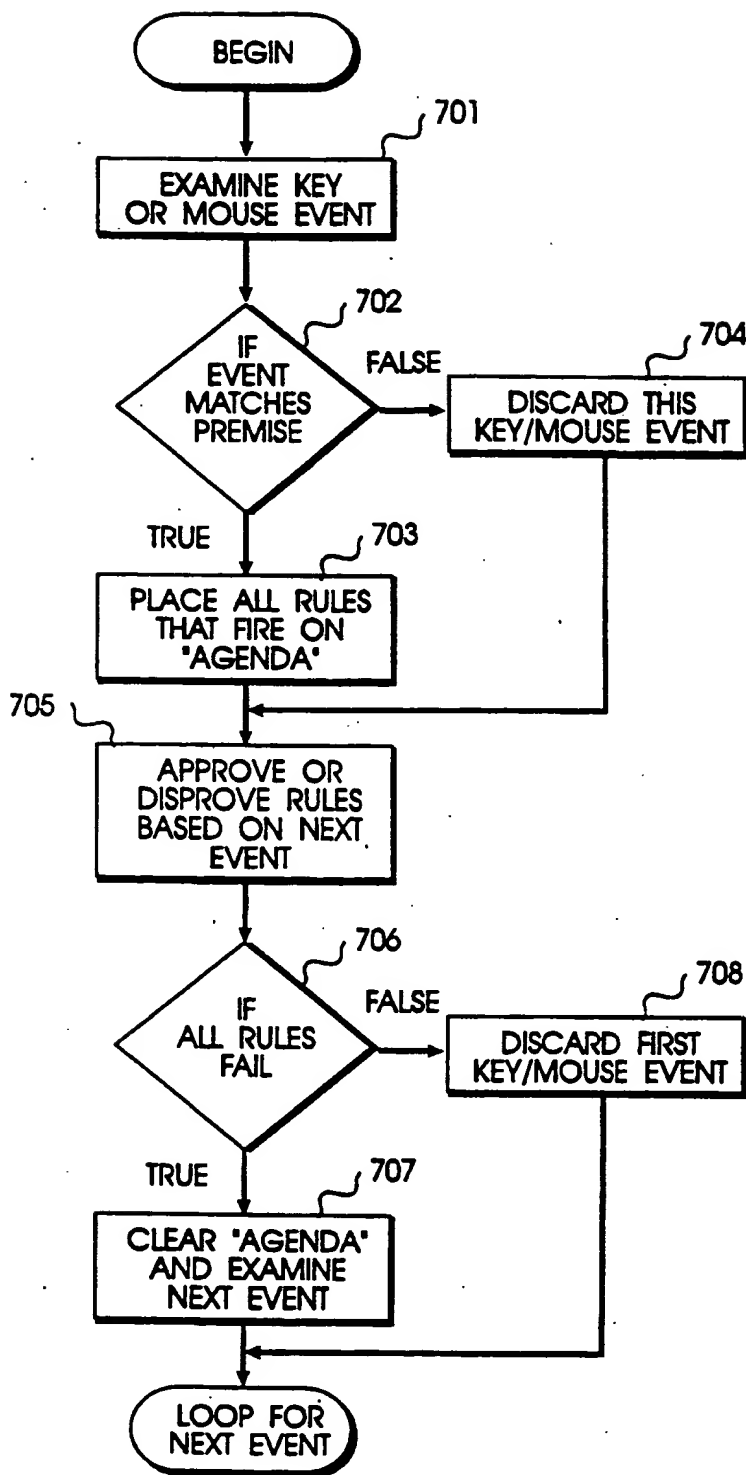 BEGIN
701
EXAMINE KEY
OR MOUSE EVENT
702
IF
EVENT
MATCHES
PREMISE
FALSE
704
DISCARD THIS
KEY/MOUSE EVENT
TRUE
703
PLACE ALL RULES
THAT FIRE ON
"AGENDA"
705
APPROVE OR
DISPROVE RULES
BASED ON NEXT
EVENT
706
IF
ALL RULES
FAIL
FALSE
708
DISCARD FIRST
KEY/MOUSE EVENT
TRUE
707
CLEAR "AGENDA"
AND EXAMINE
NEXT EVENT
LOOP FOR
NEXT EVENT